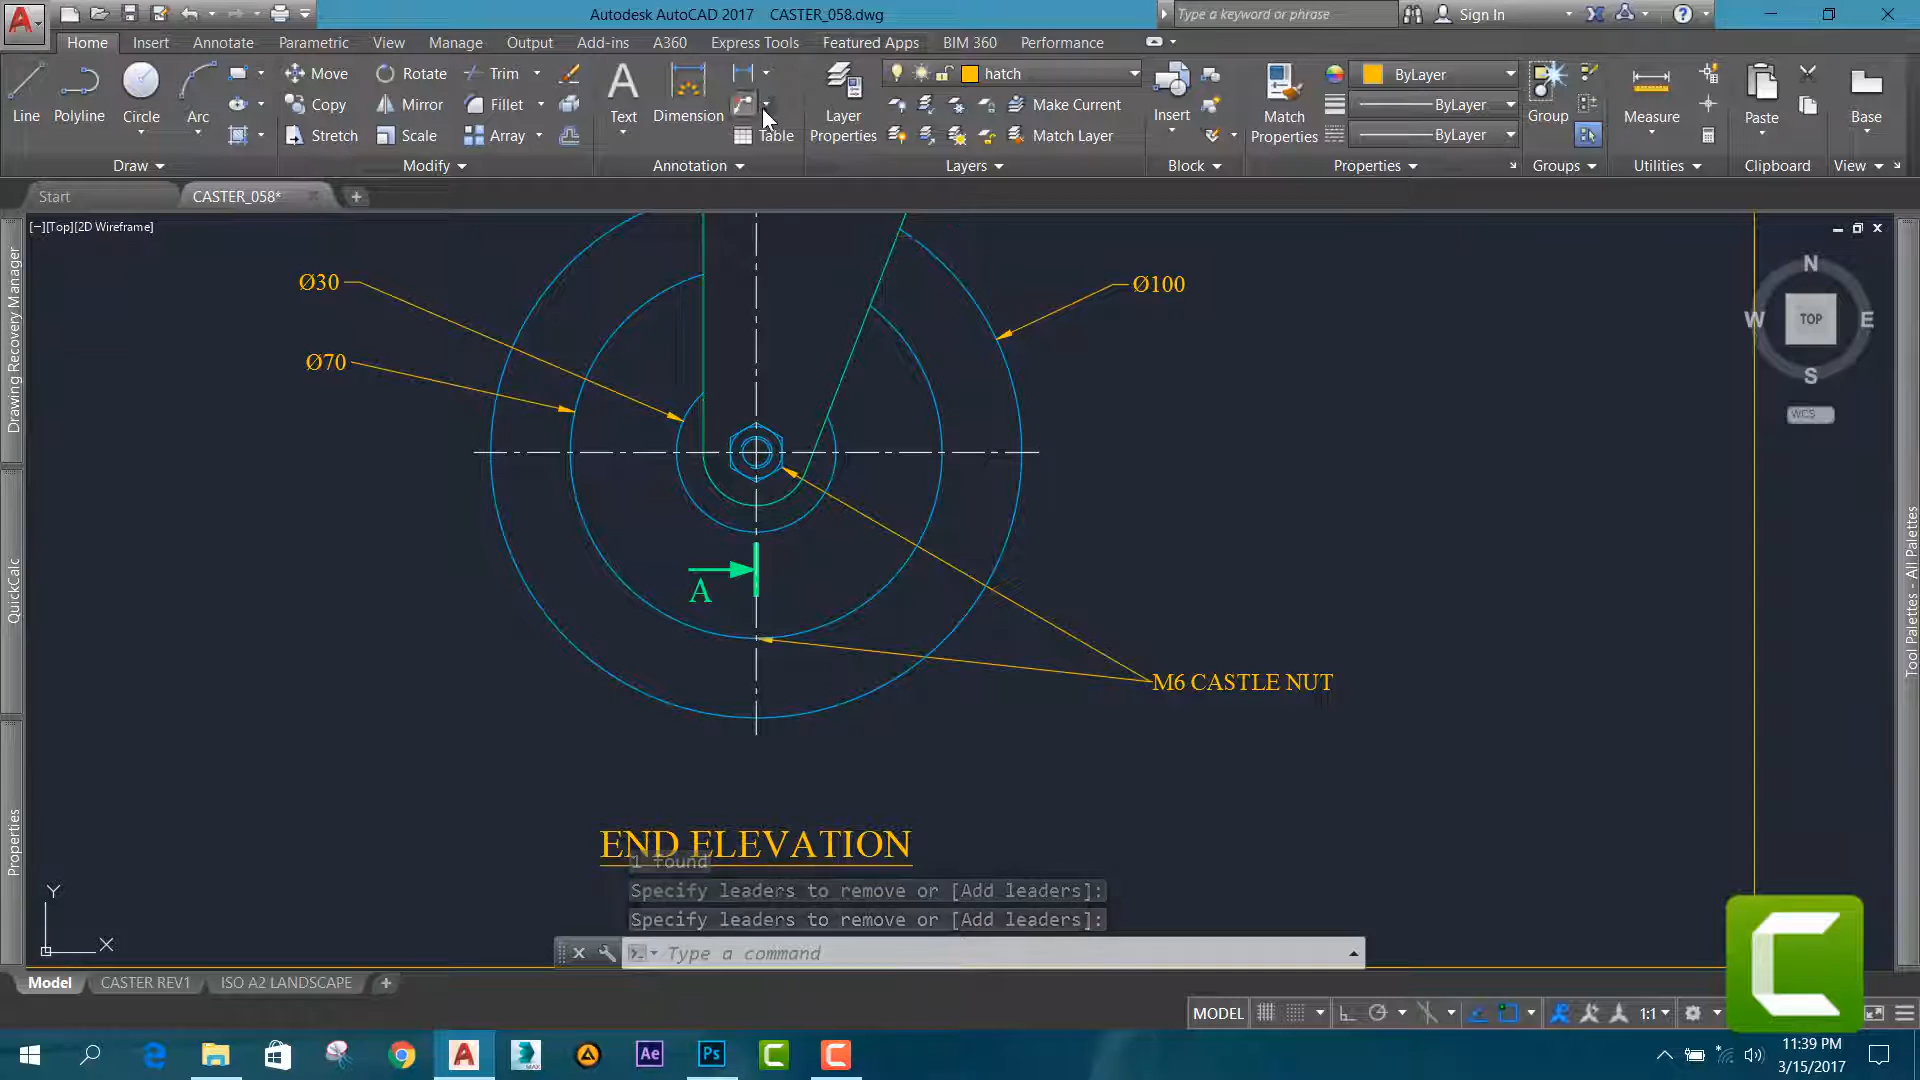 Autodesk AutoCAD 2017 CASTER_058.dwg
Type a keyword or phrase
Sign In
Home Insert Annotate Parametric View Manage Output Add-ins A360 Express Tools Featured Apps BIM 360 Performance
Line Polyline Circle Arc
Move Rotate Trim
Copy Mirror Fillet
Stretch Scale Array
Text Dimension Table
Layer Properties
hatch
Make Current
Match Layer
Insert
Match Properties
ByLayer
ByLayer
ByLayer
Group Measure Paste Base
Draw Modify Annotation Layers Block Properties Groups Utilities Clipboard View
Start CASTER_058*
[−][Top][2D Wireframe]
Drawing Recovery Manager
QuickCalc
Properties
Tool Palettes - All Palettes
N
W TOP E
S
WCS
Ø30
Ø100
Ø70
A
M6 CASTLE NUT
END ELEVATION
1 found
Specify leaders to remove or [Add leaders]:
Specify leaders to remove or [Add leaders]:
Type a command
Y
X
Model CASTER REV1 ISO A2 LANDSCAPE
MODEL 1:1
11:39 PM
3/15/2017
Ae
Ps
MAX